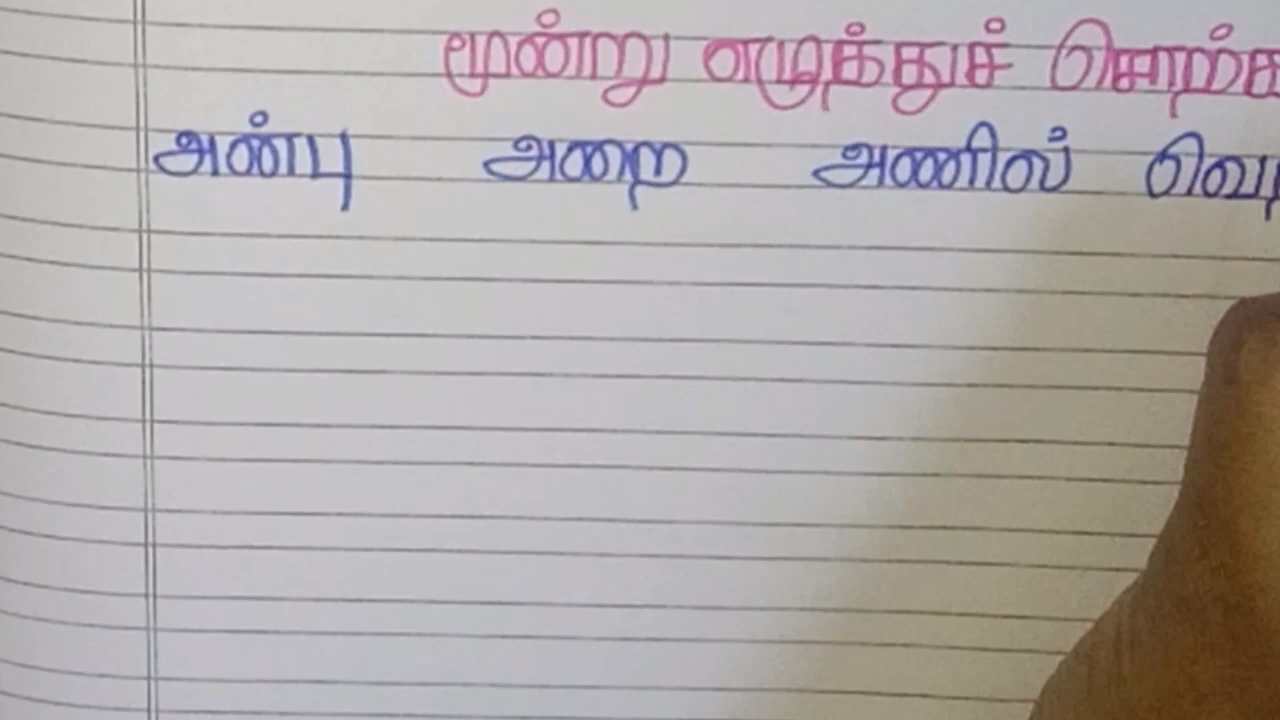 மூன்று எழுத்துச்
அன்பு அறை அணில்